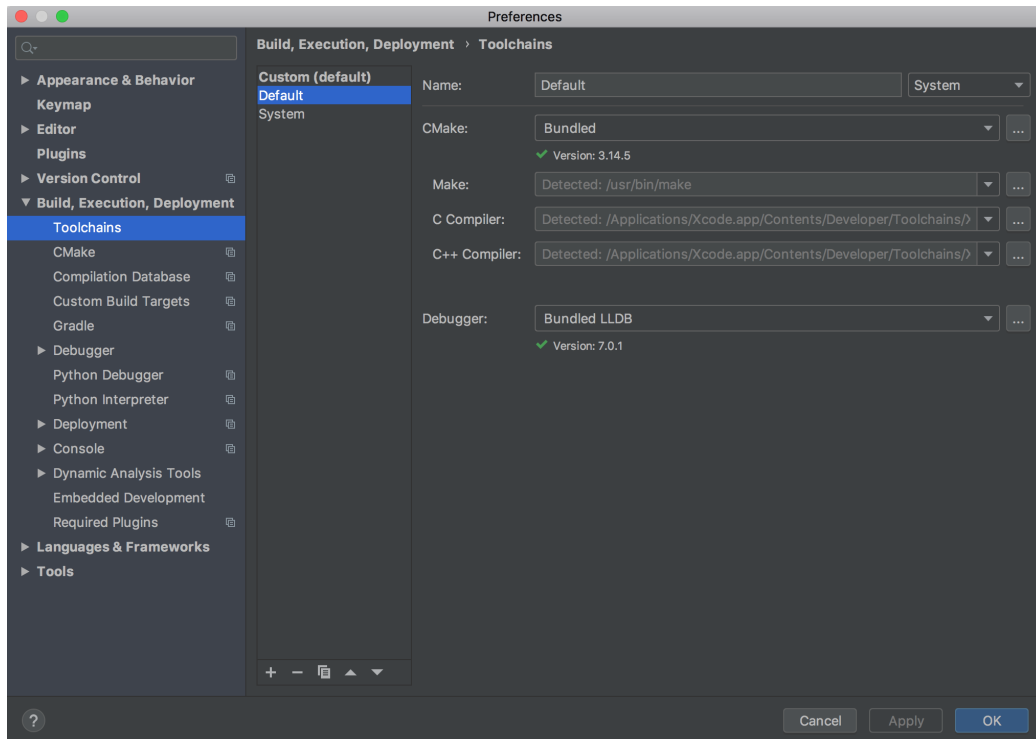 Preferences
Build, Execution, Deployment › Toolchains
Appearance & Behavior
Keymap
Editor
Plugins
Version Control
Build, Execution, Deployment
Toolchains
CMake
Compilation Database
Custom Build Targets
Gradle
Debugger
Python Debugger
Python Interpreter
Deployment
Console
Dynamic Analysis Tools
Embedded Development
Required Plugins
Languages & Frameworks
Tools
Custom (default)
Default
System
Name: Default System
CMake: Bundled ...
Version: 3.14.5
Make: Detected: /usr/bin/make ...
C Compiler: Detected: /Applications/Xcode.app/Contents/Developer/Toolchains/X ...
C++ Compiler: Detected: /Applications/Xcode.app/Contents/Developer/Toolchains/X ...
Debugger: Bundled LLDB ...
Version: 7.0.1
? Cancel Apply OK